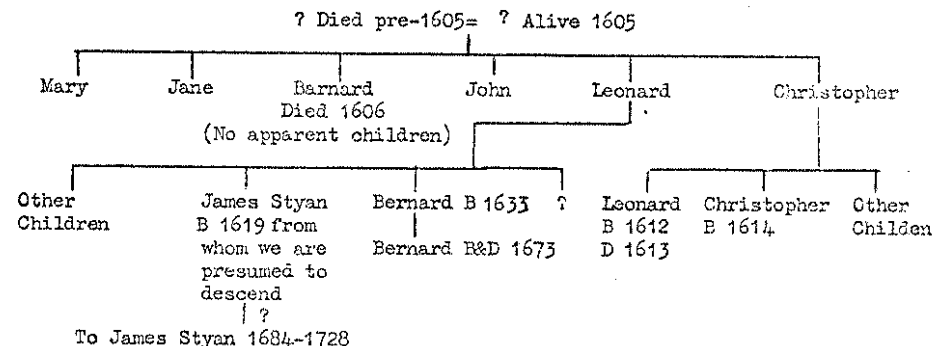 ? Died pre-1605= ? Alive 1605
Mary Jane Barnard John Leonard Christopher
Died 1606
(No apparent children)
Other James Styan Bernard B 1633 ? Leonard Christopher Other
Children B 1619 from B 1612 B 1614 Childen
whom we are Bernard B&D 1673 D 1613
presumed to
descend
?
To James Styan 1684-1728